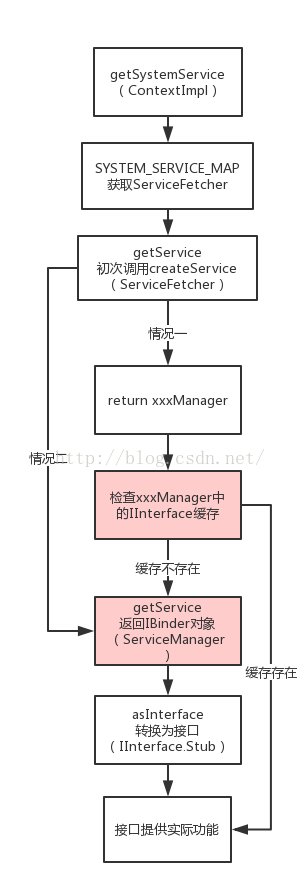 getSystemService
（ContextImpl）
SYSTEM_SERVICE_MAP
获取ServiceFetcher
getService
初次调用createService
（ServiceFetcher）
情况一
return xxxManager
情况二
http://blog.csdn.net/
检查xxxManager中
的IInterface缓存
缓存不存在
getService
返回IBinder对象
（ServiceManager
）
缓存存在
asInterface
转换为接口
（IInterface.Stub）
接口提供实际功能